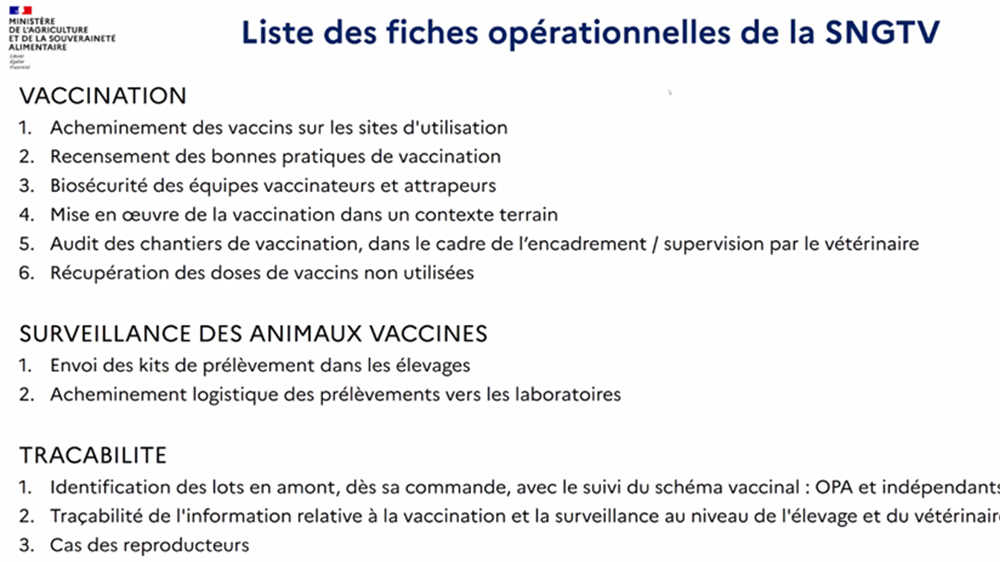 MINISTÈRE
DE L'AGRICULTURE
ET DE LA SOUVERAINETÉ
ALIMENTAIRE
Liberté
Égalité
Fraternité
Liste des fiches opérationnelles de la SNGTV
VACCINATION
1. Acheminement des vaccins sur les sites d'utilisation
2. Recensement des bonnes pratiques de vaccination
3. Biosécurité des équipes vaccinateurs et attrapeurs
4. Mise en œuvre de la vaccination dans un contexte terrain
5. Audit des chantiers de vaccination, dans le cadre de l’encadrement / supervision par le vétérinaire
6. Récupération des doses de vaccins non utilisées
SURVEILLANCE DES ANIMAUX VACCINES
1. Envoi des kits de prélèvement dans les élevages
2. Acheminement logistique des prélèvements vers les laboratoires
TRACABILITE
1. Identification des lots en amont, dès sa commande, avec le suivi du schéma vaccinal : OPA et indépendants
2. Traçabilité de l'information relative à la vaccination et la surveillance au niveau de l'élevage et du vétérinaire
3. Cas des reproducteurs